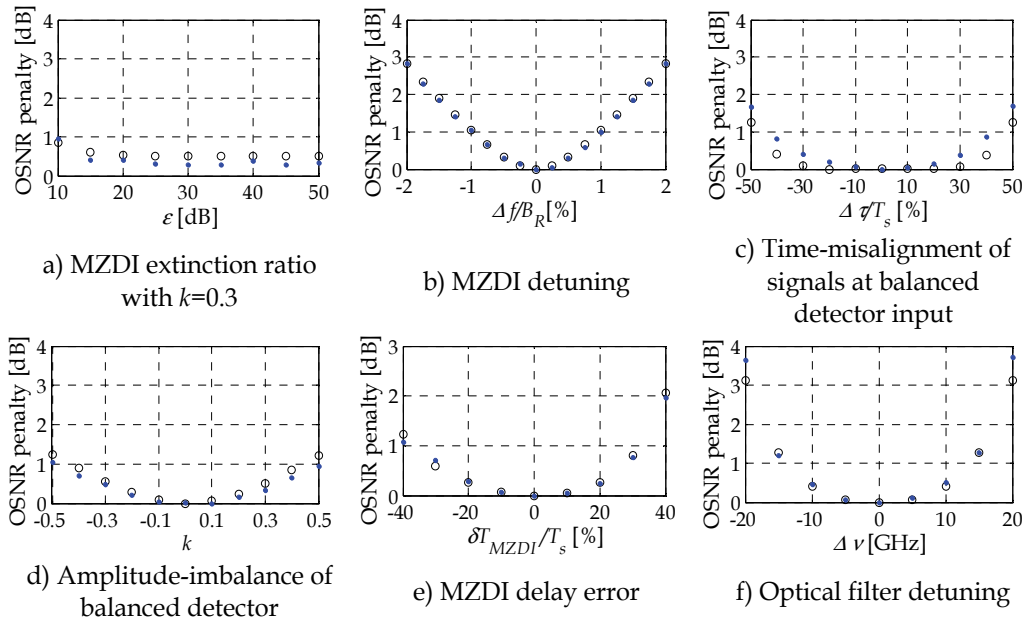 OSNR penalty [dB]
4
3
2
1
0
10 20 30 40 50
ε [dB]
a) MZDI extinction ratio
with k=0.3
OSNR penalty [dB]
4
3
2
1
0
-2 -1 0 1 2
Δf/B_R[%]
b) MZDI detuning
OSNR penalty [dB]
4
3
2
1
0
-50 -30 -10 10 30 50
Δτ/T_s [%]
c) Time-misalignment of
signals at balanced
detector input
OSNR penalty [dB]
4
3
2
1
0
-0.5 -0.3 -0.1 0.1 0.3 0.5
k
d) Amplitude-imbalance of
balanced detector
OSNR penalty [dB]
4
3
2
1
0
-40 -20 0 20 40
δT_MZDI/T_s [%]
e) MZDI delay error
OSNR penalty [dB]
4
3
2
1
0
-20 -10 0 10 20
Δν[GHz]
f) Optical filter detuning